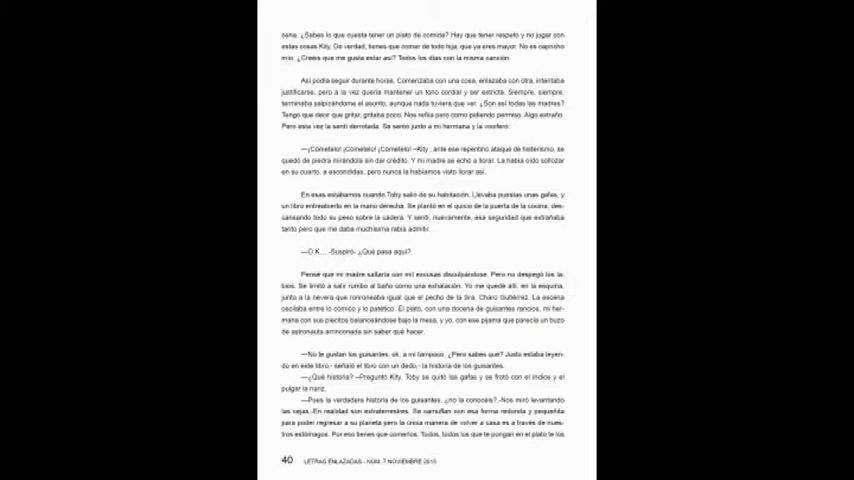 cena. ¿Sabes lo que cuesta tener un plato de comida? Hay que tener respeto y no jugar con
estas cosas Kity. De verdad, tienes que comer de todo hija, que ya eres mayor. No es capricho
mío. ¿Creéis que me gusta estar así? Todos los días con la misma canción.
Así podía seguir durante horas. Comenzaba con una cosa, enlazaba con otra, intentaba
justificarse, pero a la vez quería mantener un tono cordial y ser estricta. Siempre, siempre,
terminaba salpicándome el asunto, aunque nada tuviera que ver. ¿Son así todas las madres?
Tengo que decir que gritar, gritaba poco. Nos reñía pero como pidiendo permiso. Algo extraño.
Pero esta vez la sentí derrotada. Se sentó junto a mi hermana y la vociferó:
—¡Cómetelo! ¡Cómetelo! ¡Cómetelo! –Kity , ante ese repentino ataque de histerismo, se
quedó de piedra mirándola sin dar crédito. Y mi madre se echó a llorar. La había oído sollozar
en su cuarto, a escondidas, pero nunca la habíamos visto llorar así.
En esas estábamos cuando Toby salió de su habitación. Llevaba puestas unas gafas, y
un libro entreabierto en la mano derecha. Se plantó en el quicio de la puerta de la cocina, des-
cansando todo su peso sobre la cadera. Y sentí, nuevamente, esa seguridad que extrañaba
tanto pero que me daba muchísima rabia admitir.
—O.K... -Suspiró- ¿Qué pasa aquí?
Pensé que mi madre saltaría con mil excusas disculpándose. Pero no despegó los la-
bios. Se limitó a salir rumbo al baño como una exhalación. Yo me quedé allí, en la esquina,
junto a la nevera que ronroneaba igual que el pecho de la Sra. Charo Gutiérrez. La escena
oscilaba entre lo cómico y lo patético. El plato, con una docena de guisantes rancios, mi her-
mana con sus piecitos balanceándose bajo la mesa, y yo, con ese pijama que parecía un buzo
de astronauta arrinconada sin saber qué hacer.
—No te gustan los guisantes, ok, a mí tampoco. ¿Pero sabes qué? Justo estaba leyen-
do en este libro,- señaló el libro con un dedo,- la historia de los guisantes.
—¿Qué historia? –Preguntó Kity. Toby se quitó las gafas y se frotó con el índice y el
pulgar la nariz.
—Pues la verdadera historia de los guisantes, ¿no la conocéis?.-Nos miró levantando
las cejas.-En realidad son extraterrestres. Se camuflan con esa forma redonda y pequeñita
para poder regresar a su planeta pero la única manera de volver a casa es a través de nues-
tros estómagos. Por eso tienes que comerlos. Todos, todos los que te pongan en el plato te los
40 LETRAS ENLAZADAS - NÚM. 7 NOVIEMBRE 2015